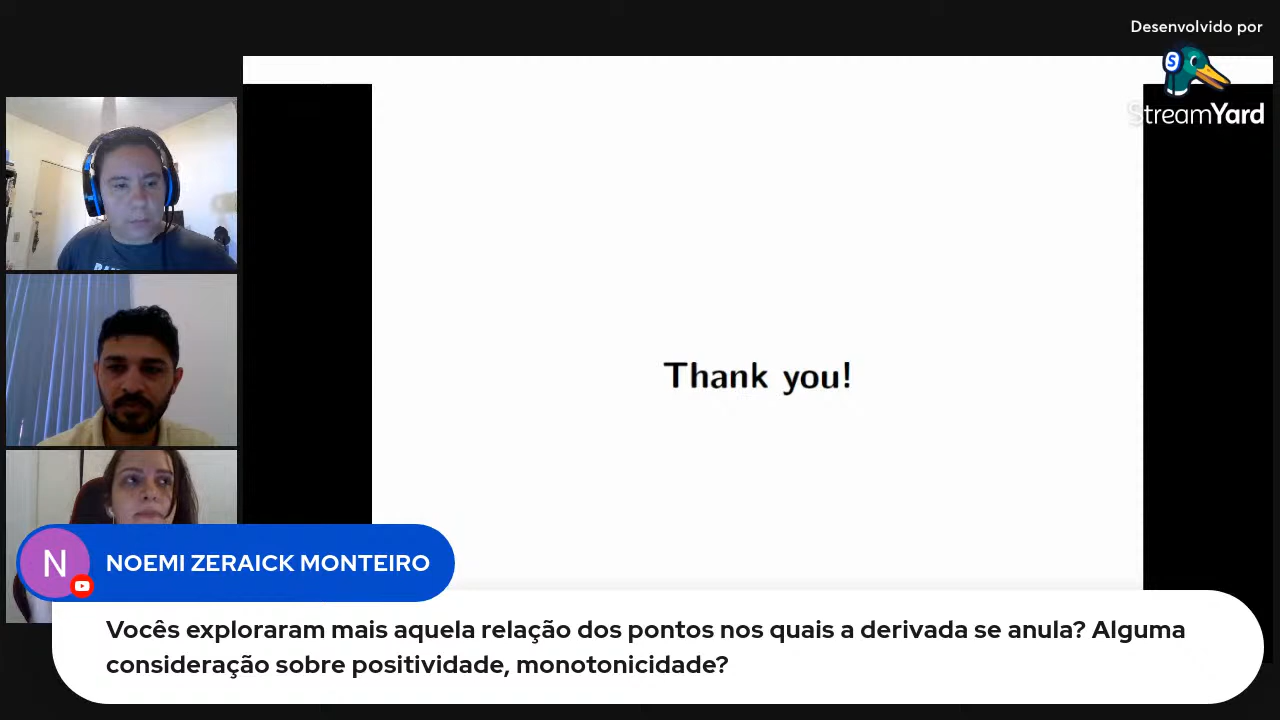 Desenvolvido por
StreamYard
Thank you!
N
NOEMI ZERAICK MONTEIRO
Vocês exploraram mais aquela relação dos pontos nos quais a derivada se anula? Alguma
consideração sobre positividade, monotonicidade?